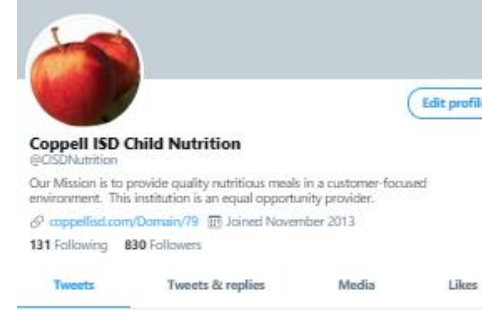 Edit profile
Coppell ISD Child Nutrition
@CISDNutrition
Our Mission is to provide quality nutritious meals in a customer-focused
environment. This institution is an equal opportunity provider.
coppellisd.com/Domain/79 Joined November 2013
131 Following 830 Followers
Tweets Tweets & replies Media Likes